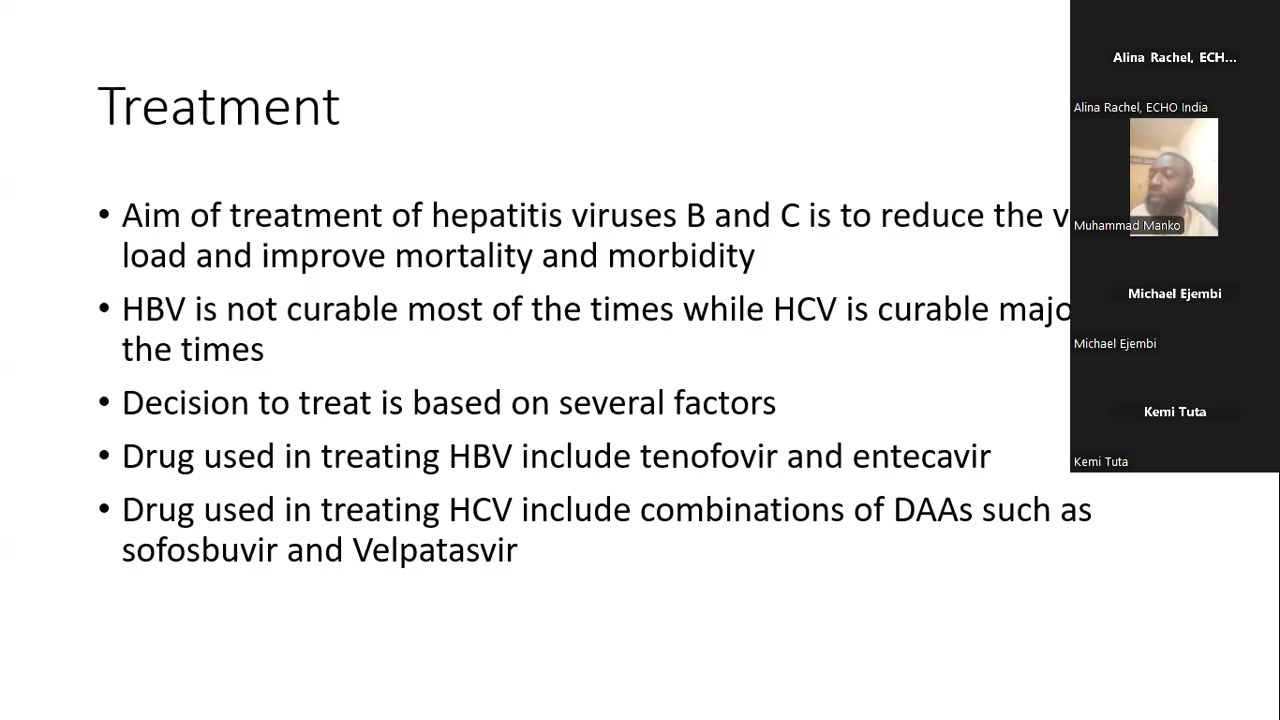 Treatment
• Aim of treatment of hepatitis viruses B and C is to reduce the
load and improve mortality and morbidity
• HBV is not curable most of the times while HCV is curable
the times
• Decision to treat is based on several factors
• Drug used in treating HBV include tenofovir and entecavir
• Drug used in treating HCV include combinations of DAAs such as
sofosbuvir and Velpatasvir
Alina Rachel, ECH...
Alina Rachel, ECHO India
Muhammad Manko
Michael Ejembi
Michael Ejembi
Kemi Tuta
Kemi Tuta